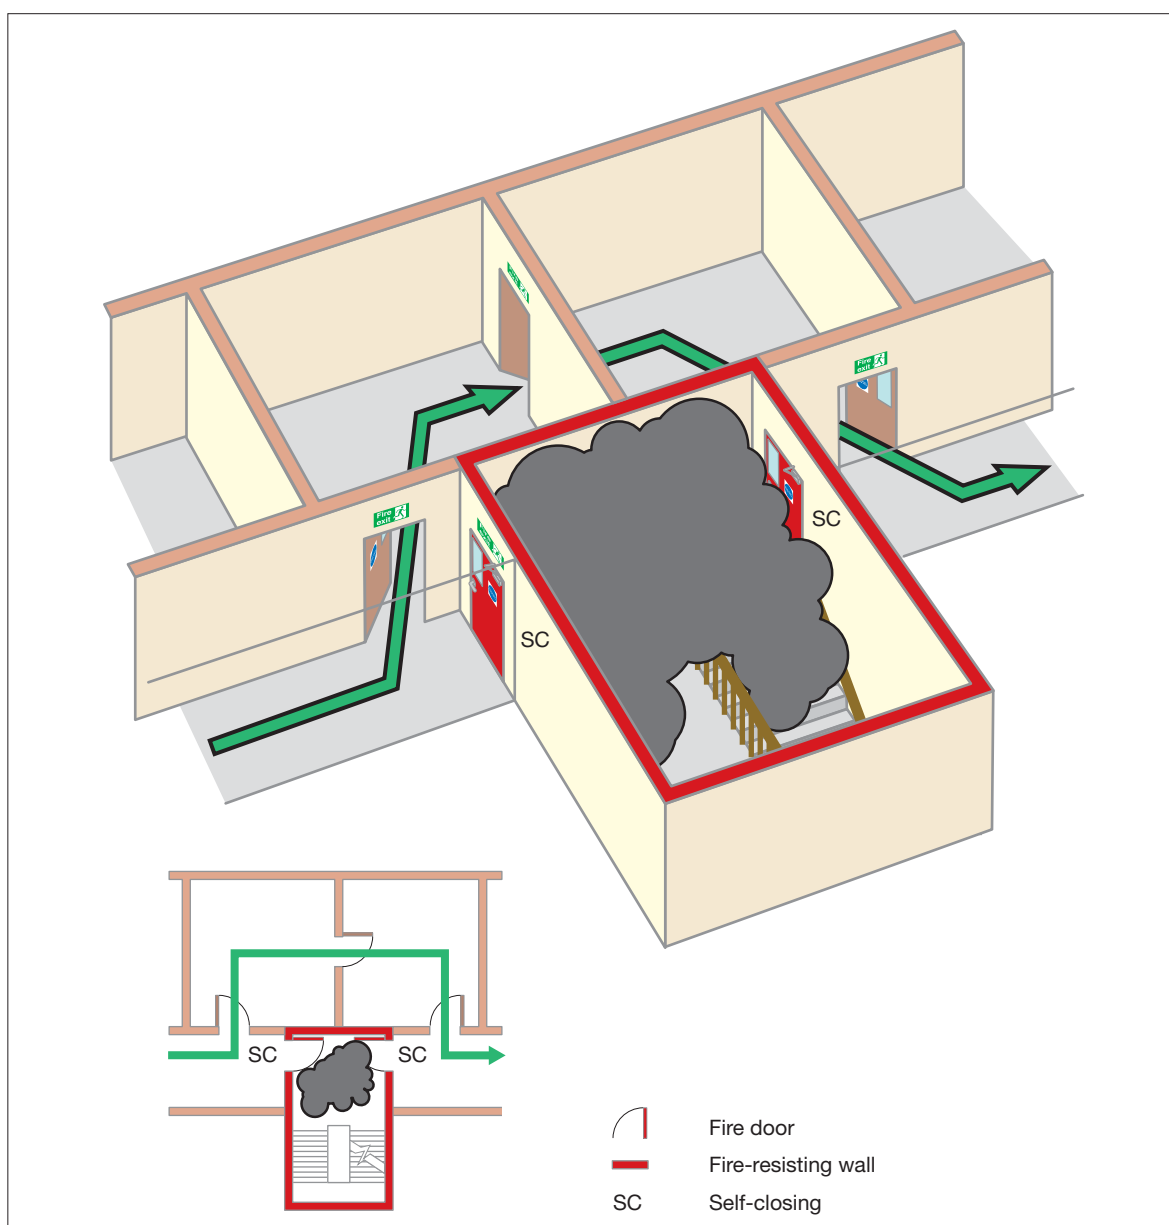 Fire
exit
Fire
exit
SC
SC
SC
SC
Fire door
Fire-resisting wall
SC
Self-closing